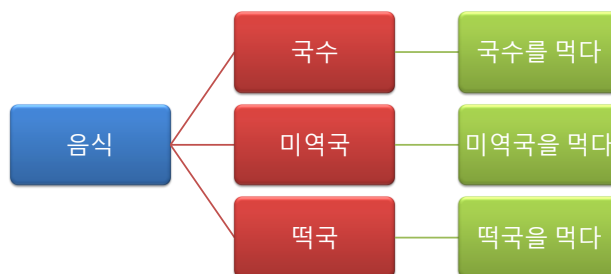 음식
국수
국수를 먹다
미역국
미역국을 먹다
떡국
떡국을 먹다